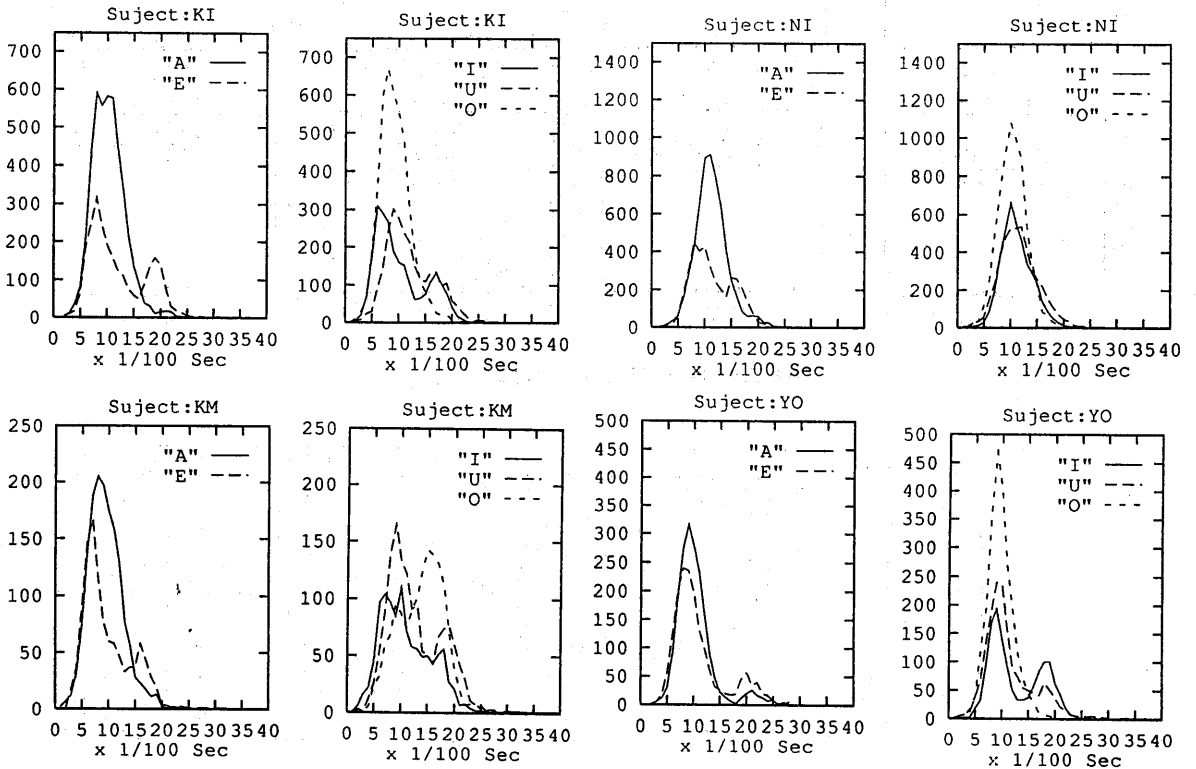 Suject:KI
750
700
600
500
400
300
200
100
0
"A"
"E"
0 5 10 15 20 25 30 35 40
x 1/100 Sec
Suject:KI
750
700
600
500
400
300
200
100
0
"I"
"U"
"O"
0 5 10 15 20 25 30 35 40
x 1/100 Sec
Suject:NI
1400
1200
1000
800
600
400
200
0
"A"
"E"
0 5 10 15 20 25 30 35 40
x 1/100 Sec
Suject:NI
1400
1200
1000
800
600
400
200
0
"I"
"U"
"O"
0 5 10 15 20 25 30 35 40
x 1/100 Sec
Suject:KM
250
200
150
100
50
0
"A"
"E"
0 5 10 15 20 25 30 35 40
x 1/100 Sec
Suject:KM
250
200
150
100
50
0
"I"
"U"
"O"
0 5 10 15 20 25 30 35 40
x 1/100 Sec
Suject:YO
500
450
400
350
300
250
200
150
100
50
0
"A"
"E"
0 5 10 15 20 25 30 35 40
x 1/100 Sec
Suject:YO
500
450
400
350
300
250
200
150
100
50
0
"I"
"U"
"O"
0 5 10 15 20 25 30 35 40
x 1/100 Sec